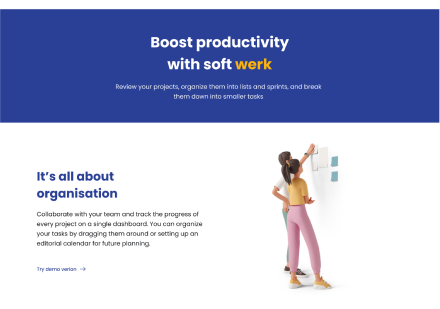 Boost productivity
with soft werk
Review your projects, organize them into lists and sprints, and break
them down into smaller tasks
It's all about
organisation
Collaborate with your team and track the progress of
every project on a single dashboard. You can organize
your tasks by dragging them around or setting up an
editorial calendar for future planning.
Try demo verion →